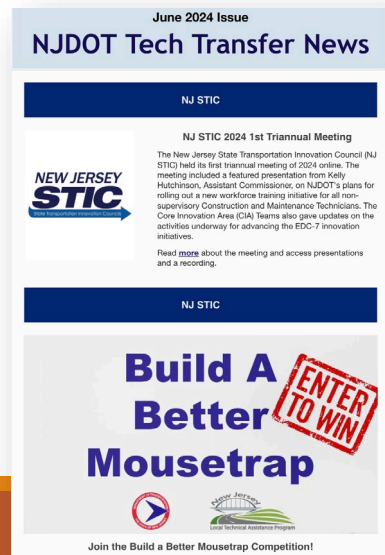 June 2024 Issue
NJDOT Tech Transfer News
NJ STIC
NEW JERSEY
STIC
State Transportation Innovation Councils
NJ STIC 2024 1st Triannual Meeting
The New Jersey State Transportation Innovation Council (NJ
STIC) held its first triannual meeting of 2024 online. The
meeting included a featured presentation from Kelly
Hutchinson, Assistant Commissioner, on NJDOT's plans for
rolling out a new workforce training initiative for all non-
supervisory Construction and Maintenance Technicians. The
Core Innovation Area (CIA) Teams also gave updates on the
activities underway for advancing the EDC-7 innovation
initiatives.
Read more about the meeting and access presentations
and a recording.
NJ STIC
Build A
Better
Mousetrap
ENTER
TO WIN
New Jersey
Local Technical Assistance Program
Join the Build a Better Mousetrap Competition!